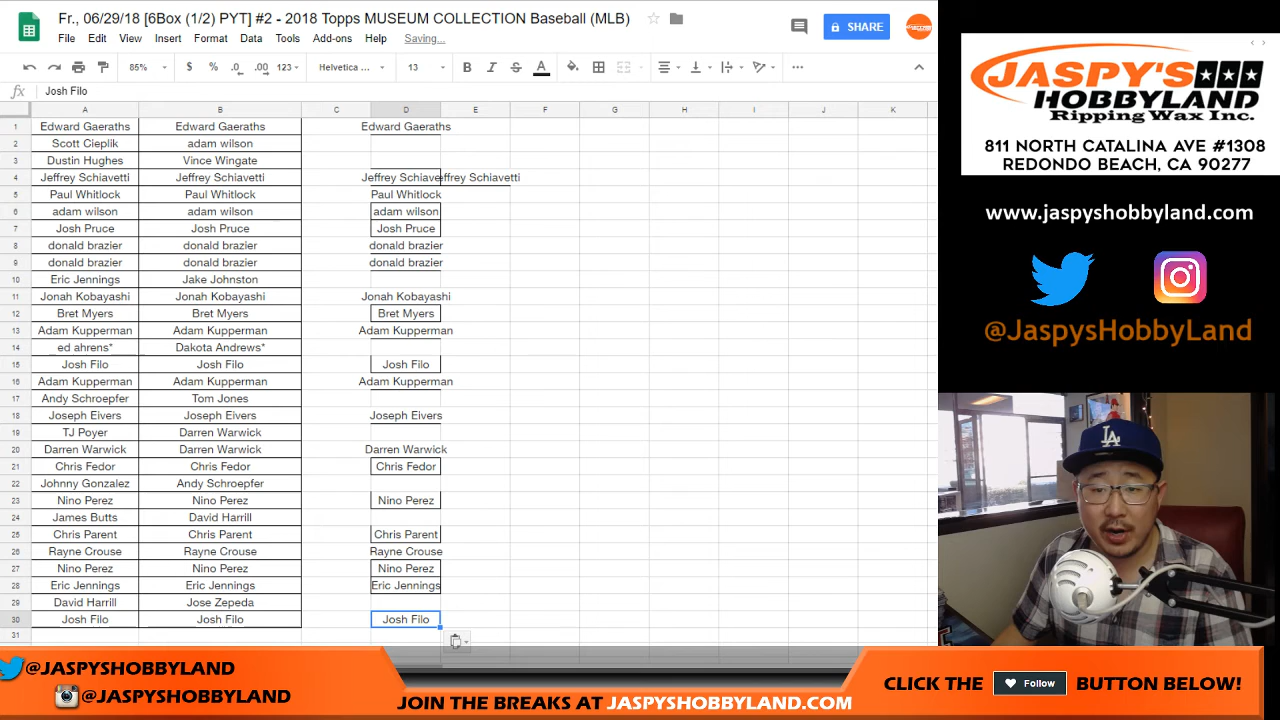 Fr., 06/29/18 [6Box (1/2) PYT] #2 - 2018 Topps MUSEUM COLLECTION Baseball (MLB)
File Edit View Insert Format Data Tools Add-ons Help Saving...
SHARE
85% $ % .0 .00 123 Helvetica ... 13 B I S A
fx Josh Filo
A B C D E F G H I J K
1 Edward Gaeraths Edward Gaeraths Edward Gaeraths
2 Scott Cieplik adam wilson
3 Dustin Hughes Vince Wingate
4 Jeffrey Schiavetti Jeffrey Schiavetti Jeffrey Schiave effrey Schiavetti
5 Paul Whitlock Paul Whitlock Paul Whitlock
6 adam wilson adam wilson adam wilson
7 Josh Pruce Josh Pruce Josh Pruce
8 donald brazier donald brazier donald brazier
9 donald brazier donald brazier donald brazier
10 Eric Jennings Jake Johnston
11 Jonah Kobayashi Jonah Kobayashi Jonah Kobayashi
12 Bret Myers Bret Myers Bret Myers
13 Adam Kupperman Adam Kupperman Adam Kupperman
14 ed ahrens* Dakota Andrews*
15 Josh Filo Josh Filo Josh Filo
16 Adam Kupperman Adam Kupperman Adam Kupperman
17 Andy Schroepfer Tom Jones
18 Joseph Eivers Joseph Eivers Joseph Eivers
19 TJ Poyer Darren Warwick
20 Darren Warwick Darren Warwick Darren Warwick
21 Chris Fedor Chris Fedor Chris Fedor
22 Johnny Gonzalez Andy Schroepfer
23 Nino Perez Nino Perez Nino Perez
24 James Butts David Harrill
25 Chris Parent Chris Parent Chris Parent
26 Rayne Crouse Rayne Crouse Rayne Crouse
27 Nino Perez Nino Perez Nino Perez
28 Eric Jennings Eric Jennings Eric Jennings
29 David Harrill Jose Zepeda
30 Josh Filo Josh Filo Josh Filo
31
JASPY'S
HOBBYLAND
Ripping Wax Inc.
811 NORTH CATALINA AVE #1308
REDONDO BEACH, CA 90277
www.jaspyshobbyland.com
@JaspysHobbyLand
LA
@JASPYSHOBBYLAND
@JASPYSHOBBYLAND
JOIN THE BREAKS AT JASPYSHOBBYLAND.COM
CLICK THE Follow BUTTON BELOW!